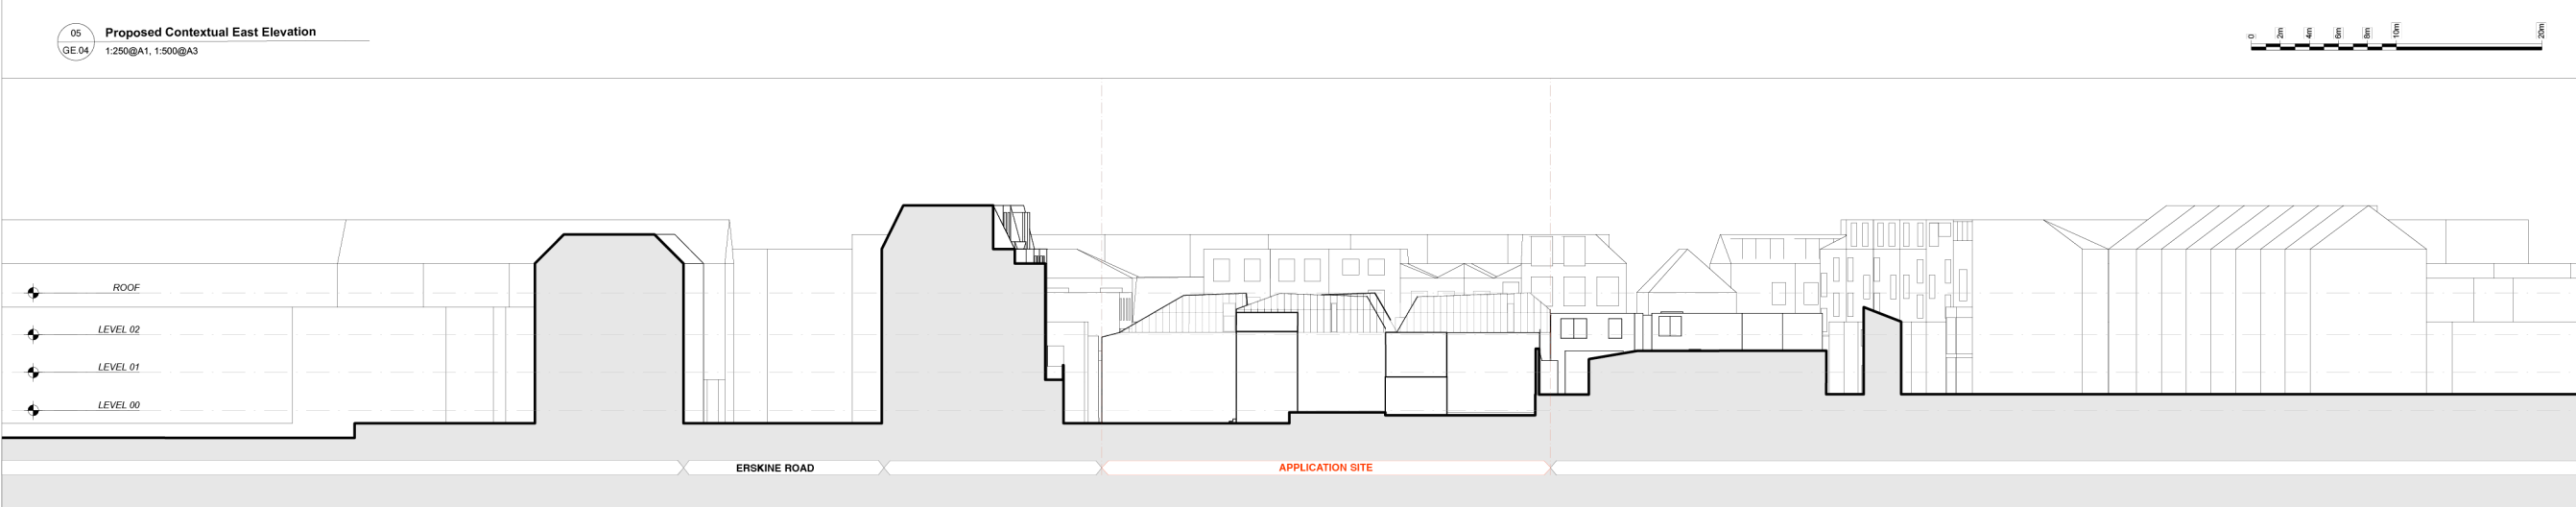 05
GE.04
Proposed Contextual East Elevation
1:250@A1, 1:500@A3
0 2m 4m 6m 8m 10m 20m
ROOF
LEVEL 02
LEVEL 01
LEVEL 00
ERSKINE ROAD
APPLICATION SITE